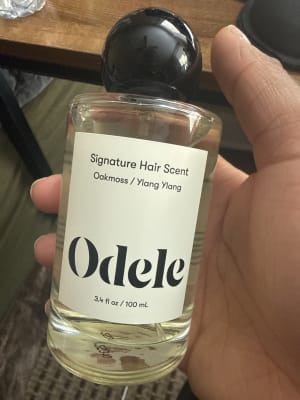 Signature Hair Scent
Oakmoss / Ylang Ylang
Odele
3.4 fl oz / 100 mL